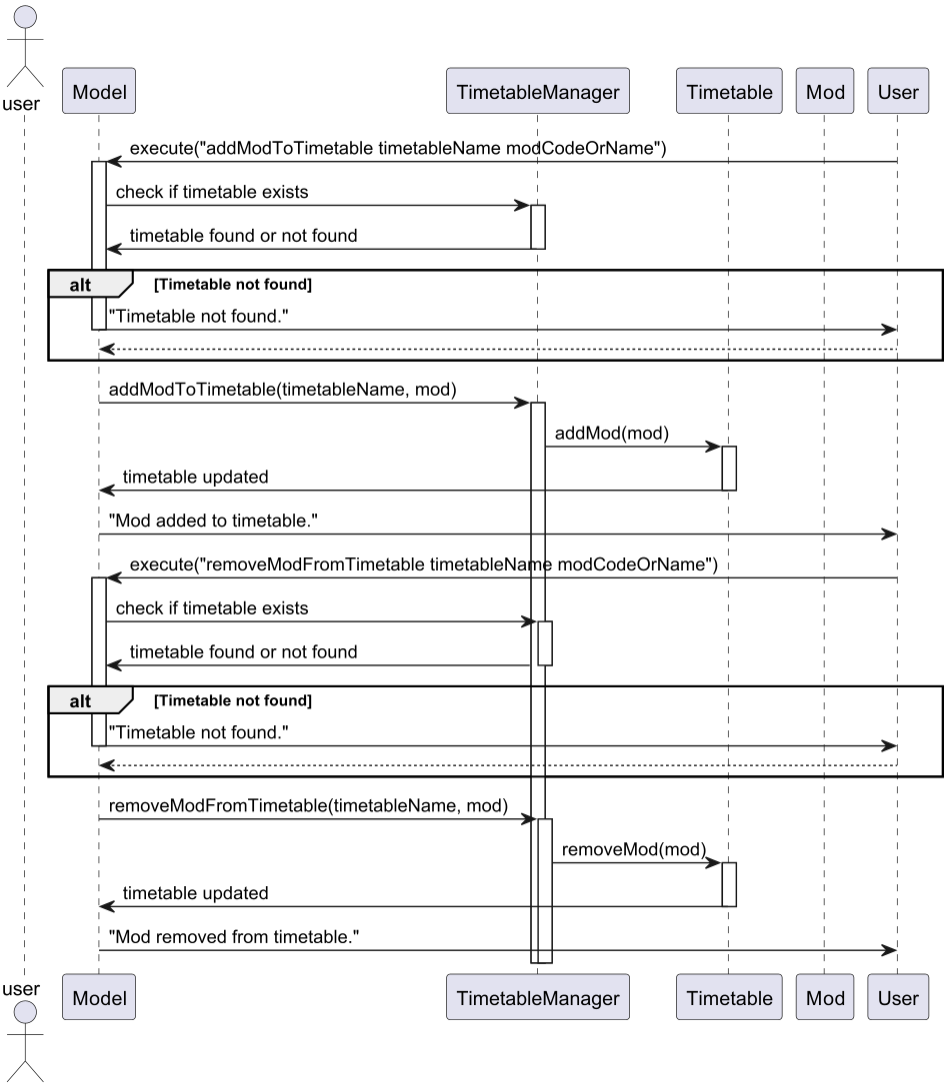 user
Model
TimetableManager
Timetable
Mod
User
execute("addModToTimetable timetableName modCodeOrName")
check if timetable exists
timetable found or not found
alt
[Timetable not found]
"Timetable not found."
addModToTimetable(timetableName, mod)
addMod(mod)
timetable updated
"Mod added to timetable."
execute("removeModFromTimetable timetableName modCodeOrName")
check if timetable exists
timetable found or not found
alt
[Timetable not found]
"Timetable not found."
removeModFromTimetable(timetableName, mod)
removeMod(mod)
timetable updated
"Mod removed from timetable."
user
Model
TimetableManager
Timetable
Mod
User